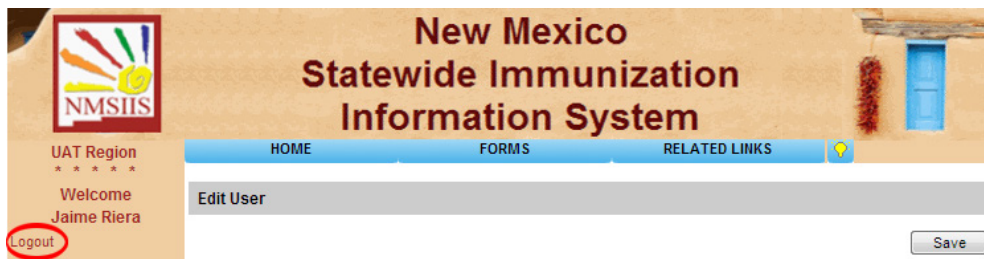 New Mexico
Statewide Immunization
Information System
NMSIIS
UAT Region
* * * * *
Welcome
Jaime Riera
Logout
HOME FORMS RELATED LINKS
Edit User
Save